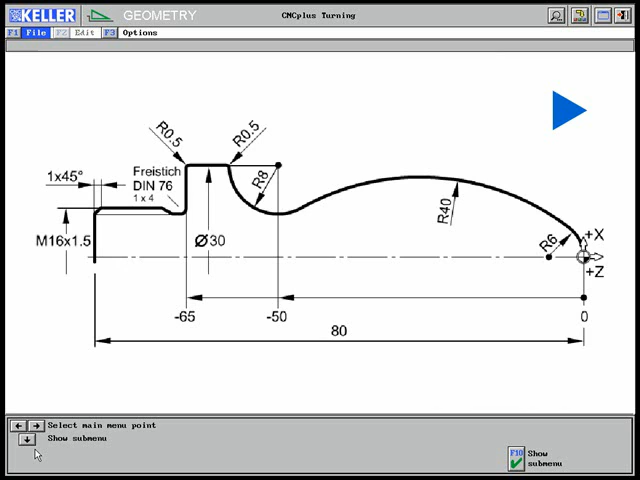 KELLER GEOMETRY CNCplus Turning
F1 File F2 Edit F3 Options
R0.5 R0.5
1x45° Freistich R8
DIN 76
1 x 4
R40
M16x1.5 Ø30 R6 +X
+Z
-65 -50 0
80
Select main menu point
Show submenu
F10 Show
submenu